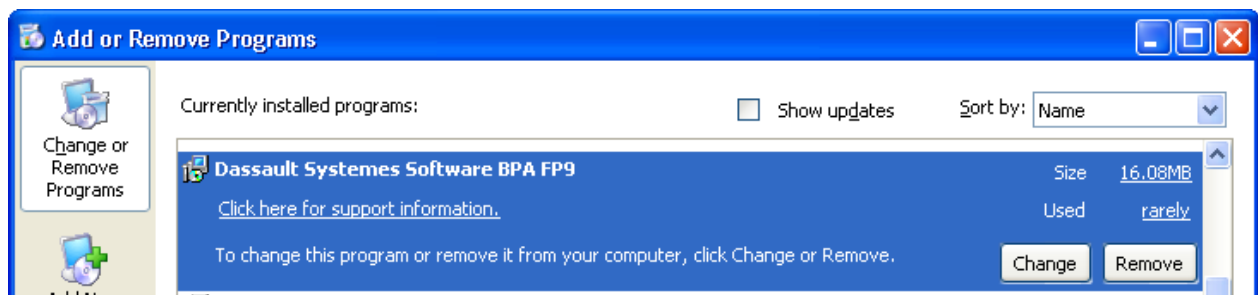 Add or Remove Programs
Change or
Remove
Programs
Currently installed programs:
Show updates
Sort by:
Name
Dassault Systemes Software BPA FP9
Size
16.08MB
Click here for support information.
Used
rarely
To change this program or remove it from your computer, click Change or Remove.
Change
Remove